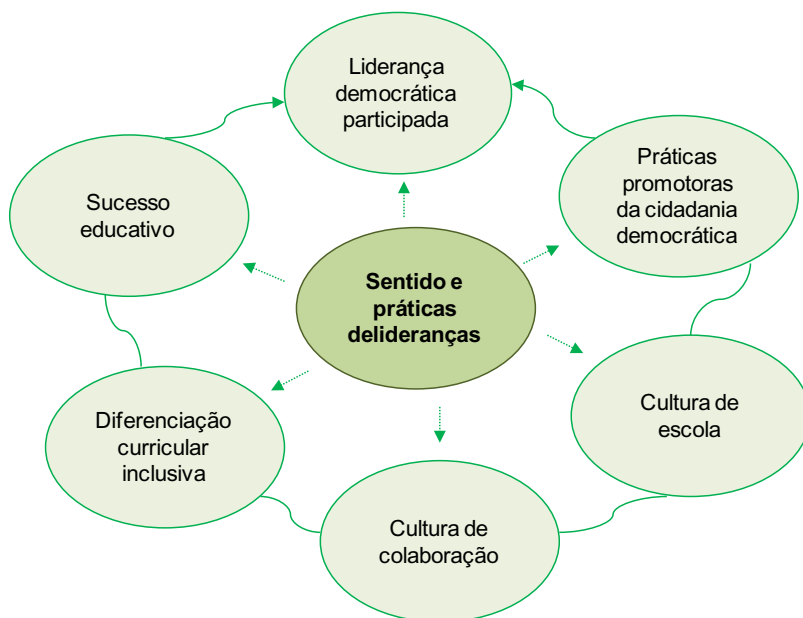 Liderança
democrática
participada
Práticas
promotoras
da cidadania
democrática
Sucesso
educativo
Sentido e
práticas
delideranças
Cultura de
escola
Diferenciação
curricular
inclusiva
Cultura de
colaboração